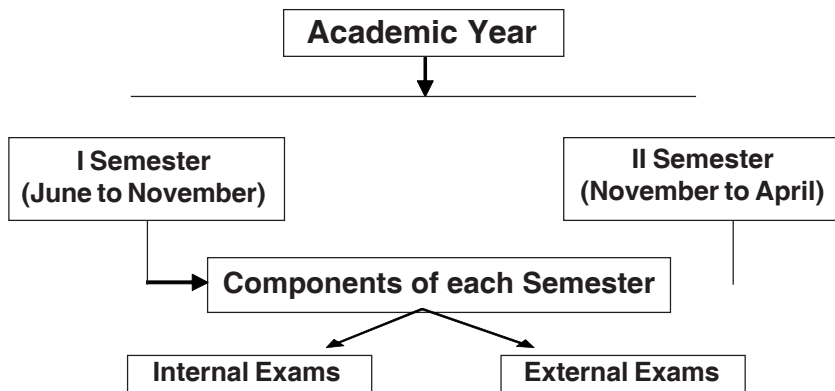 Academic Year
I Semester
(June to November)
II Semester
(November to April)
Components of each Semester
Internal Exams
External Exams